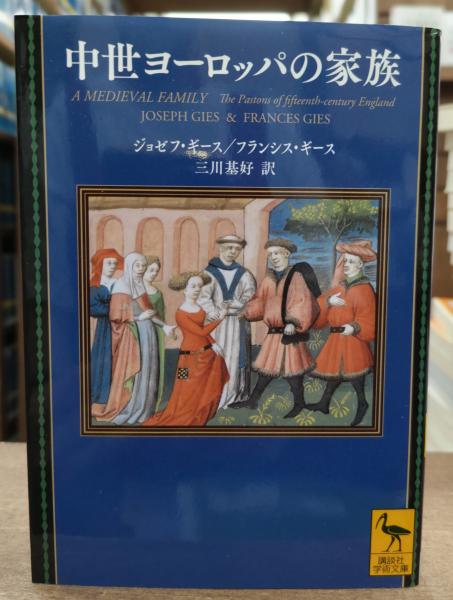 中世ヨーロッパの家族
A MEDIEVAL FAMILY The Pastons of fifteenth-century England
JOSEPH GIES & FRANCES GIES
ジョゼフ・ギース／フランシス・ギース
三川基好 訳
講談社
学術文庫